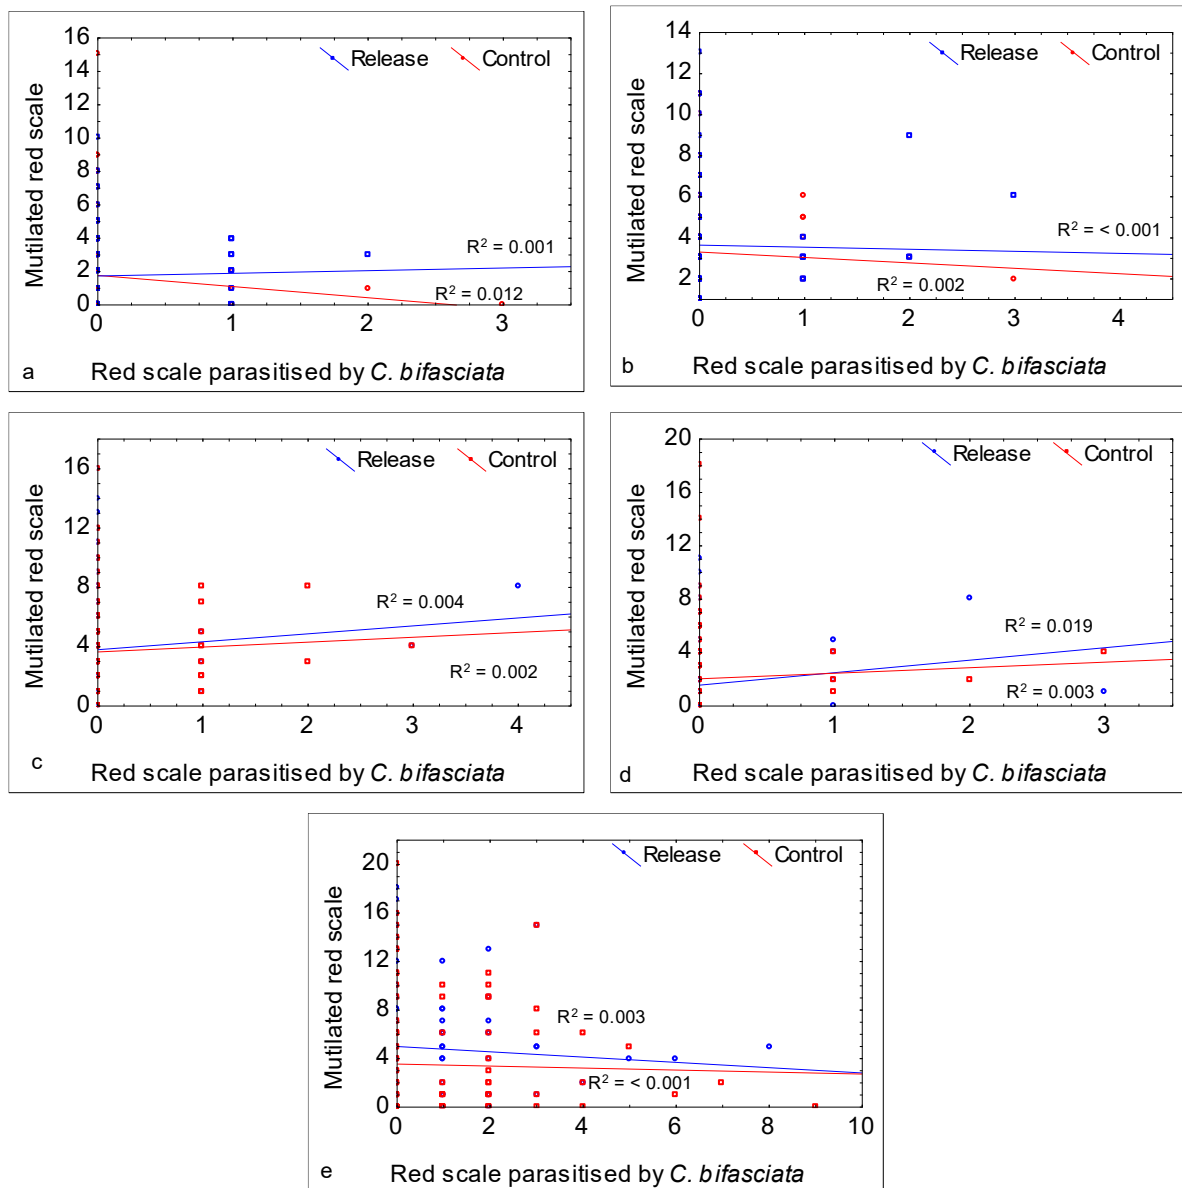 16
14
12
10
8
6
4
2
0
Mutilated red scale
Release Control
R² = 0.001
R² = 0.012
0 1 2 3
a Red scale parasitised by C. bifasciata
14
12
10
8
6
4
2
Mutilated red scale
Release Control
R² = < 0.001
R² = 0.002
0 1 2 3 4
b Red scale parasitised by C. bifasciata
16
12
8
4
0
Mutilated red scale
Release Control
R² = 0.004
R² = 0.002
0 1 2 3 4
c Red scale parasitised by C. bifasciata
20
16
12
8
4
0
Mutilated red scale
Release Control
R² = 0.019
R² = 0.003
0 1 2 3
d Red scale parasitised by C. bifasciata
20
16
12
8
4
0
Mutilated red scale
Release Control
R² = 0.003
R² = < 0.001
0 2 4 6 8 10
e Red scale parasitised by C. bifasciata